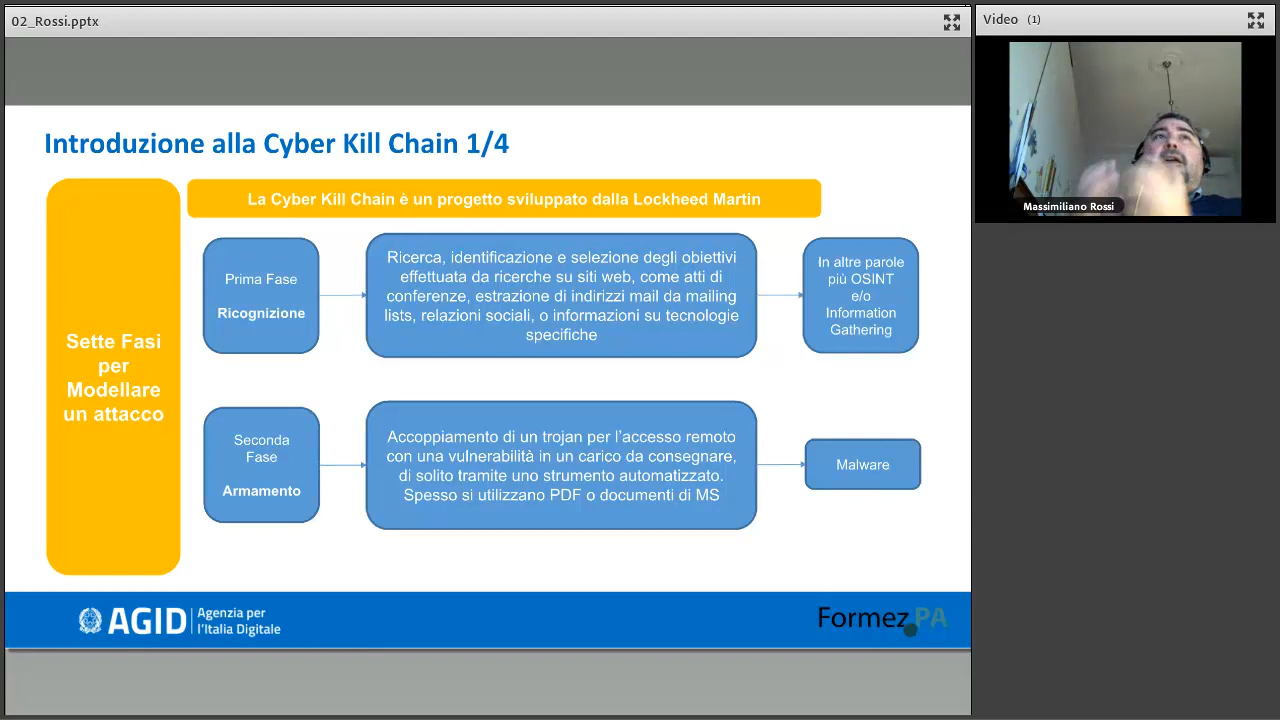 02_Rossi.pptx
Video (1)
Massimiliano Rossi
Introduzione alla Cyber Kill Chain 1/4
La Cyber Kill Chain è un progetto sviluppato dalla Lockheed Martin
Sette Fasi
per
Modellare
un attacco
Prima Fase
Ricognizione
Ricerca, identificazione e selezione degli obiettivi
effettuata da ricerche su siti web, come atti di
conferenze, estrazione di indirizzi mail da mailing
lists, relazioni sociali, o informazioni su tecnologie
specifiche
In altre parole
più OSINT
e/o
Information
Gathering
Seconda
Fase
Armamento
Accoppiamento di un trojan per l’accesso remoto
con una vulnerabilità in un carico da consegnare,
di solito tramite uno strumento automatizzato.
Spesso si utilizzano PDF o documenti di MS
Malware
AGID
Agenzia per
l’Italia Digitale
Formez PA